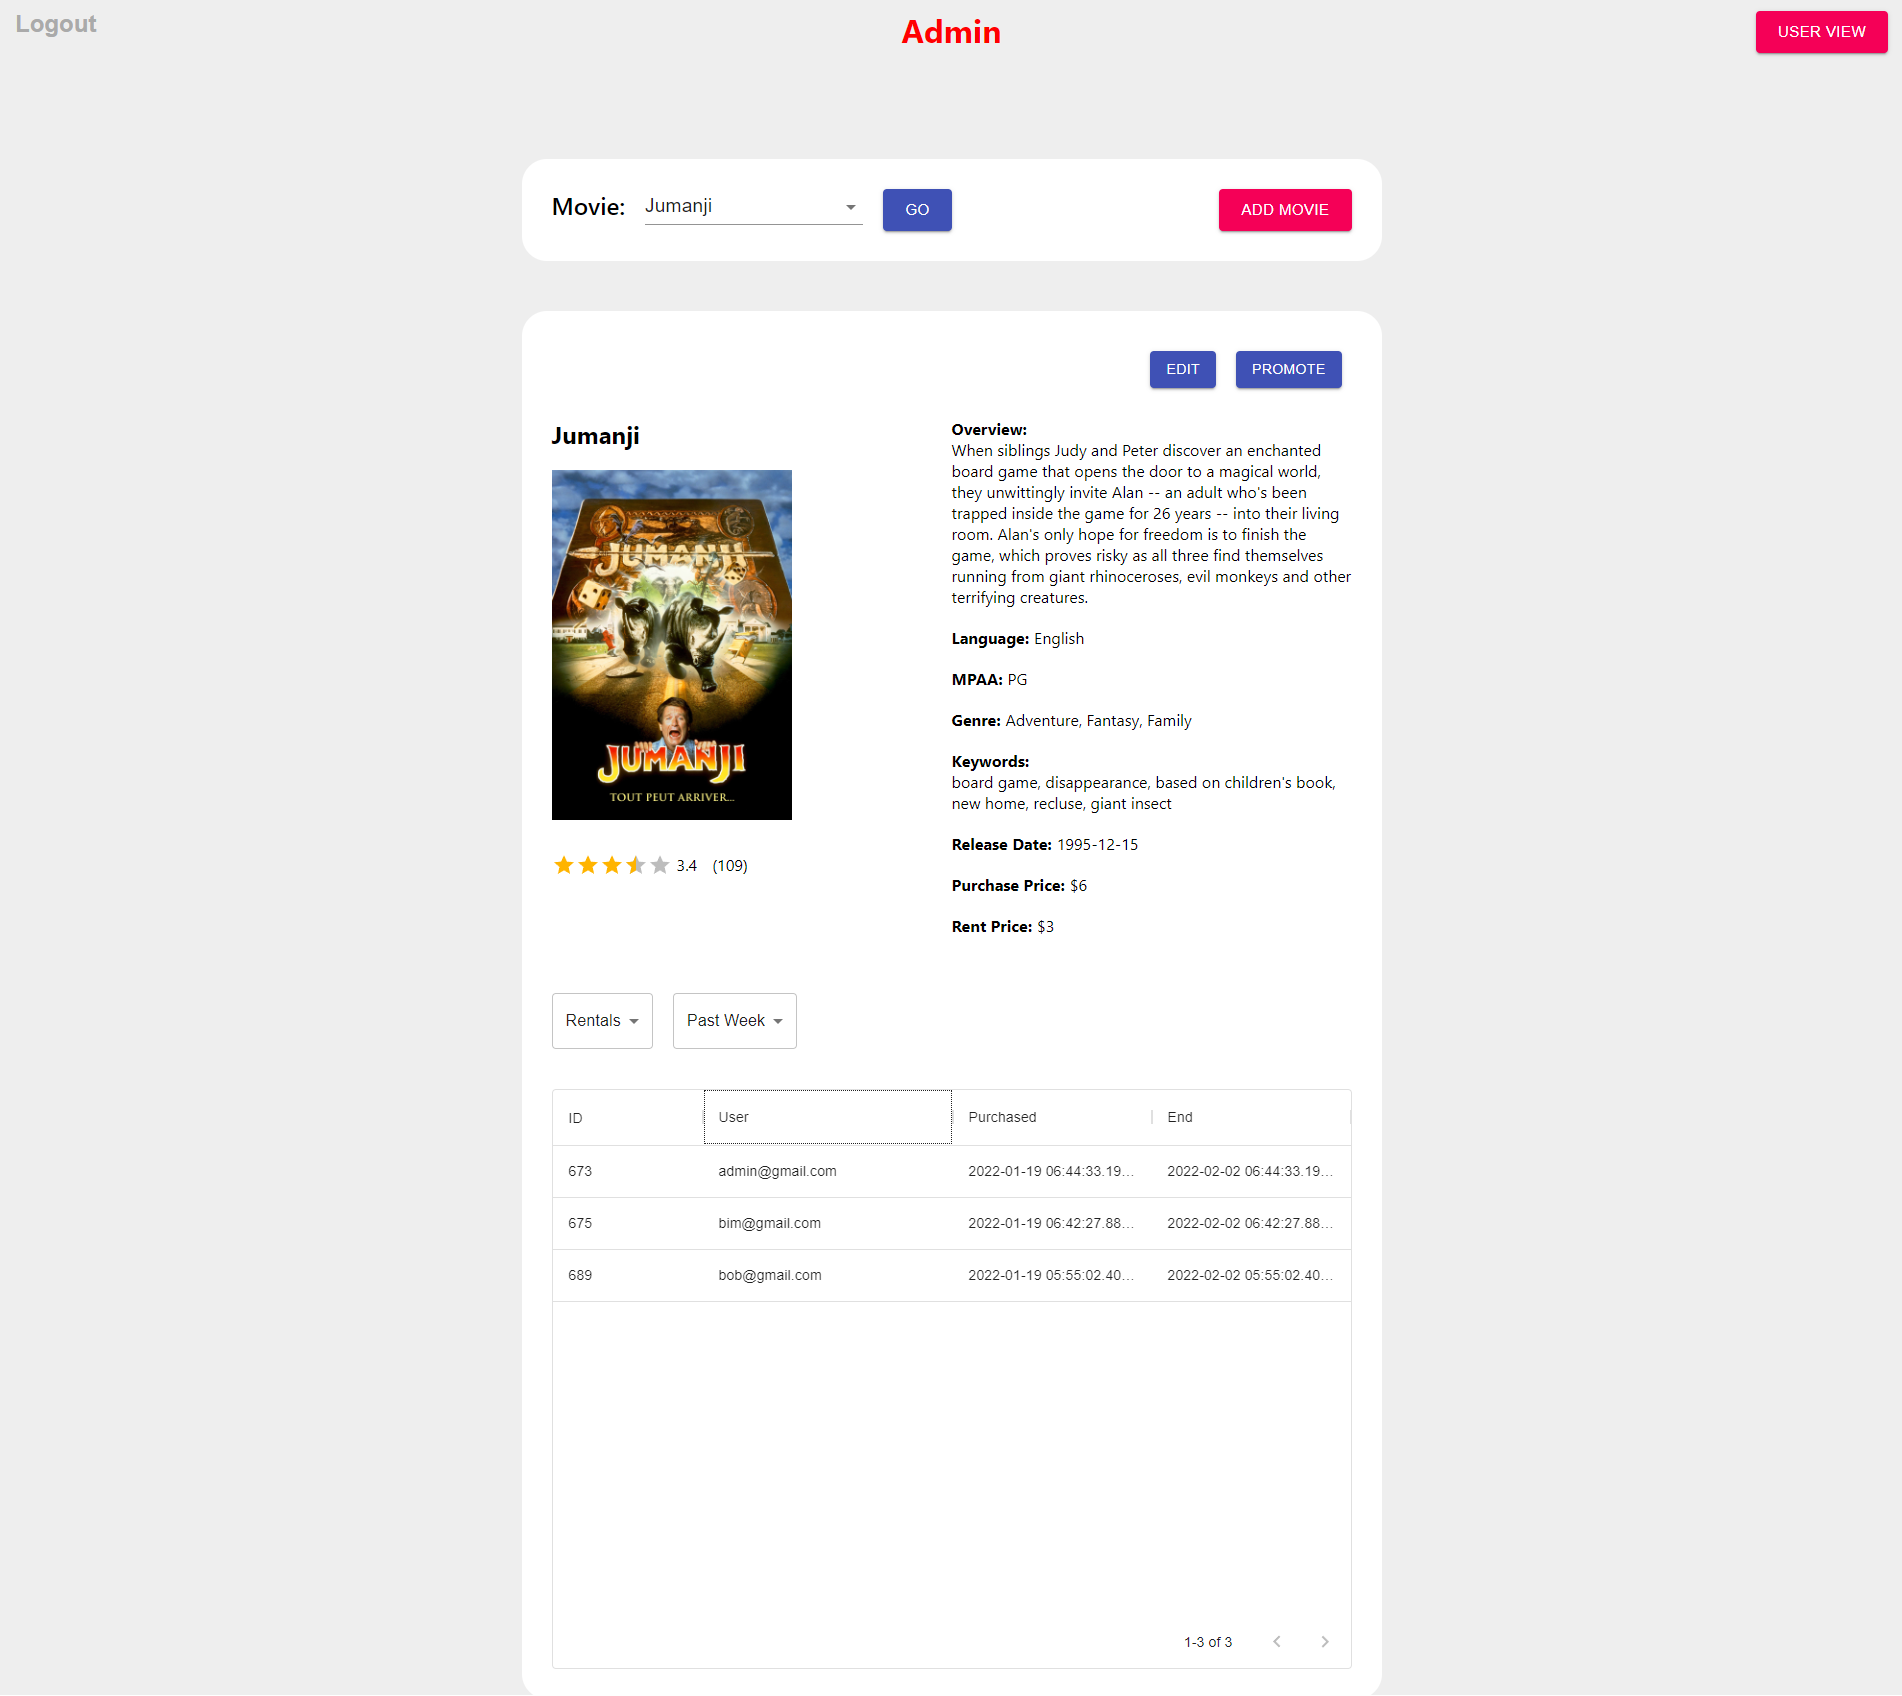 Logout
Admin
USER VIEW
Movie:
Jumanji
GO
ADD MOVIE
EDIT
PROMOTE
Jumanji
JUMANJI
JUMANJI
TOUT PEUT ARRIVER...
3.4 (109)
Overview:
When siblings Judy and Peter discover an enchanted
board game that opens the door to a magical world,
they unwittingly invite Alan -- an adult who's been
trapped inside the game for 26 years -- into their living
room. Alan's only hope for freedom is to finish the
game, which proves risky as all three find themselves
running from giant rhinoceroses, evil monkeys and other
terrifying creatures.
Language: English
MPAA: PG
Genre: Adventure, Fantasy, Family
Keywords:
board game, disappearance, based on children's book,
new home, recluse, giant insect
Release Date: 1995-12-15
Purchase Price: $6
Rent Price: $3
Rentals
Past Week
ID User Purchased End
673 admin@gmail.com 2022-01-19 06:44:33.19... 2022-02-02 06:44:33.19...
675 bim@gmail.com 2022-01-19 06:42:27.88... 2022-02-02 06:42:27.88...
689 bob@gmail.com 2022-01-19 05:55:02.40... 2022-02-02 05:55:02.40...
1-3 of 3